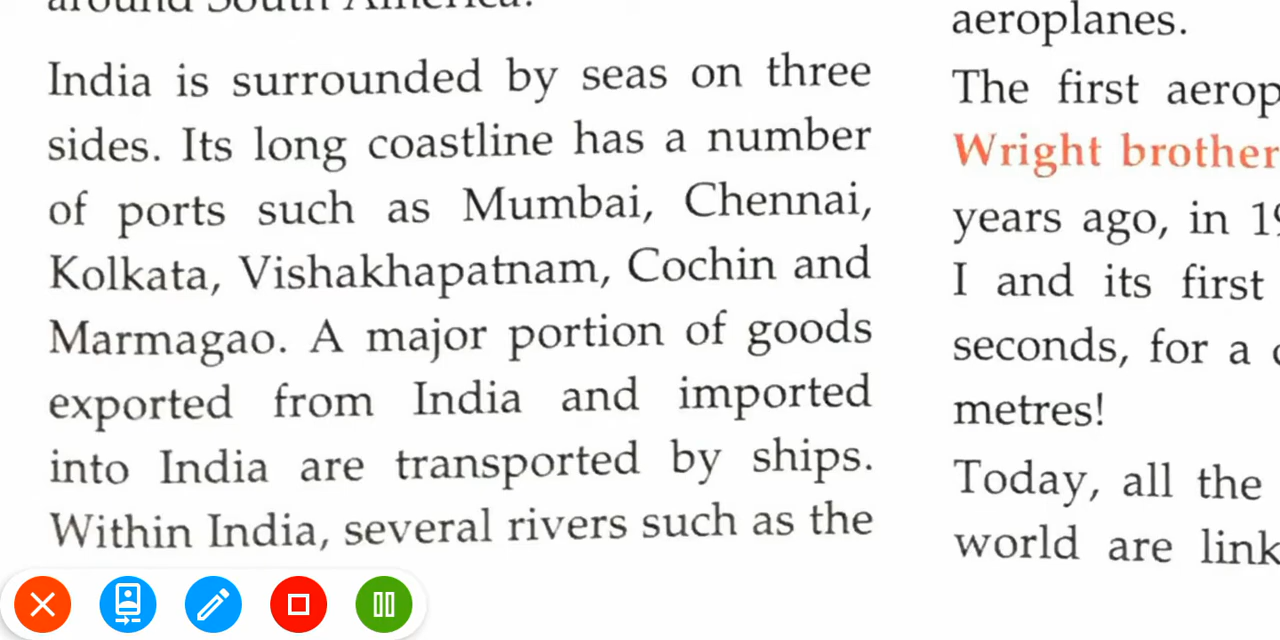 around South America.
India is surrounded by seas on three
sides. Its long coastline has a number
of ports such as Mumbai, Chennai,
Kolkata, Vishakhapatnam, Cochin and
Marmagao. A major portion of goods
exported from India and imported
into India are transported by ships.
Within India, several rivers such as the
aeroplanes.
The first
Wright
years ago, in
I and its first
seconds, for a
metres!
Today, all the
world are